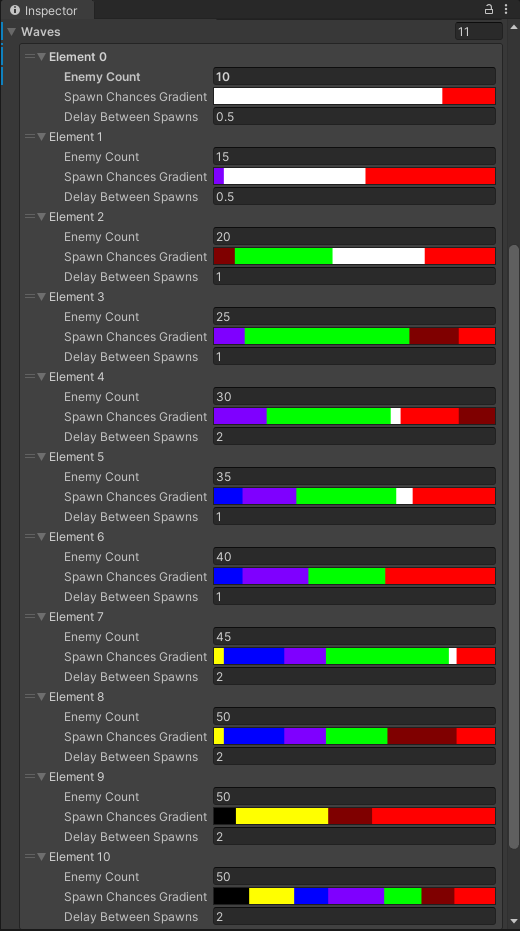 Inspector
Waves 11
Element 0
Enemy Count 10
Spawn Chances Gradient
Delay Between Spawns 0.5
Element 1
Enemy Count 15
Spawn Chances Gradient
Delay Between Spawns 0.5
Element 2
Enemy Count 20
Spawn Chances Gradient
Delay Between Spawns 1
Element 3
Enemy Count 25
Spawn Chances Gradient
Delay Between Spawns 1
Element 4
Enemy Count 30
Spawn Chances Gradient
Delay Between Spawns 2
Element 5
Enemy Count 35
Spawn Chances Gradient
Delay Between Spawns 1
Element 6
Enemy Count 40
Spawn Chances Gradient
Delay Between Spawns 1
Element 7
Enemy Count 45
Spawn Chances Gradient
Delay Between Spawns 2
Element 8
Enemy Count 50
Spawn Chances Gradient
Delay Between Spawns 2
Element 9
Enemy Count 50
Spawn Chances Gradient
Delay Between Spawns 2
Element 10
Enemy Count 50
Spawn Chances Gradient
Delay Between Spawns 2